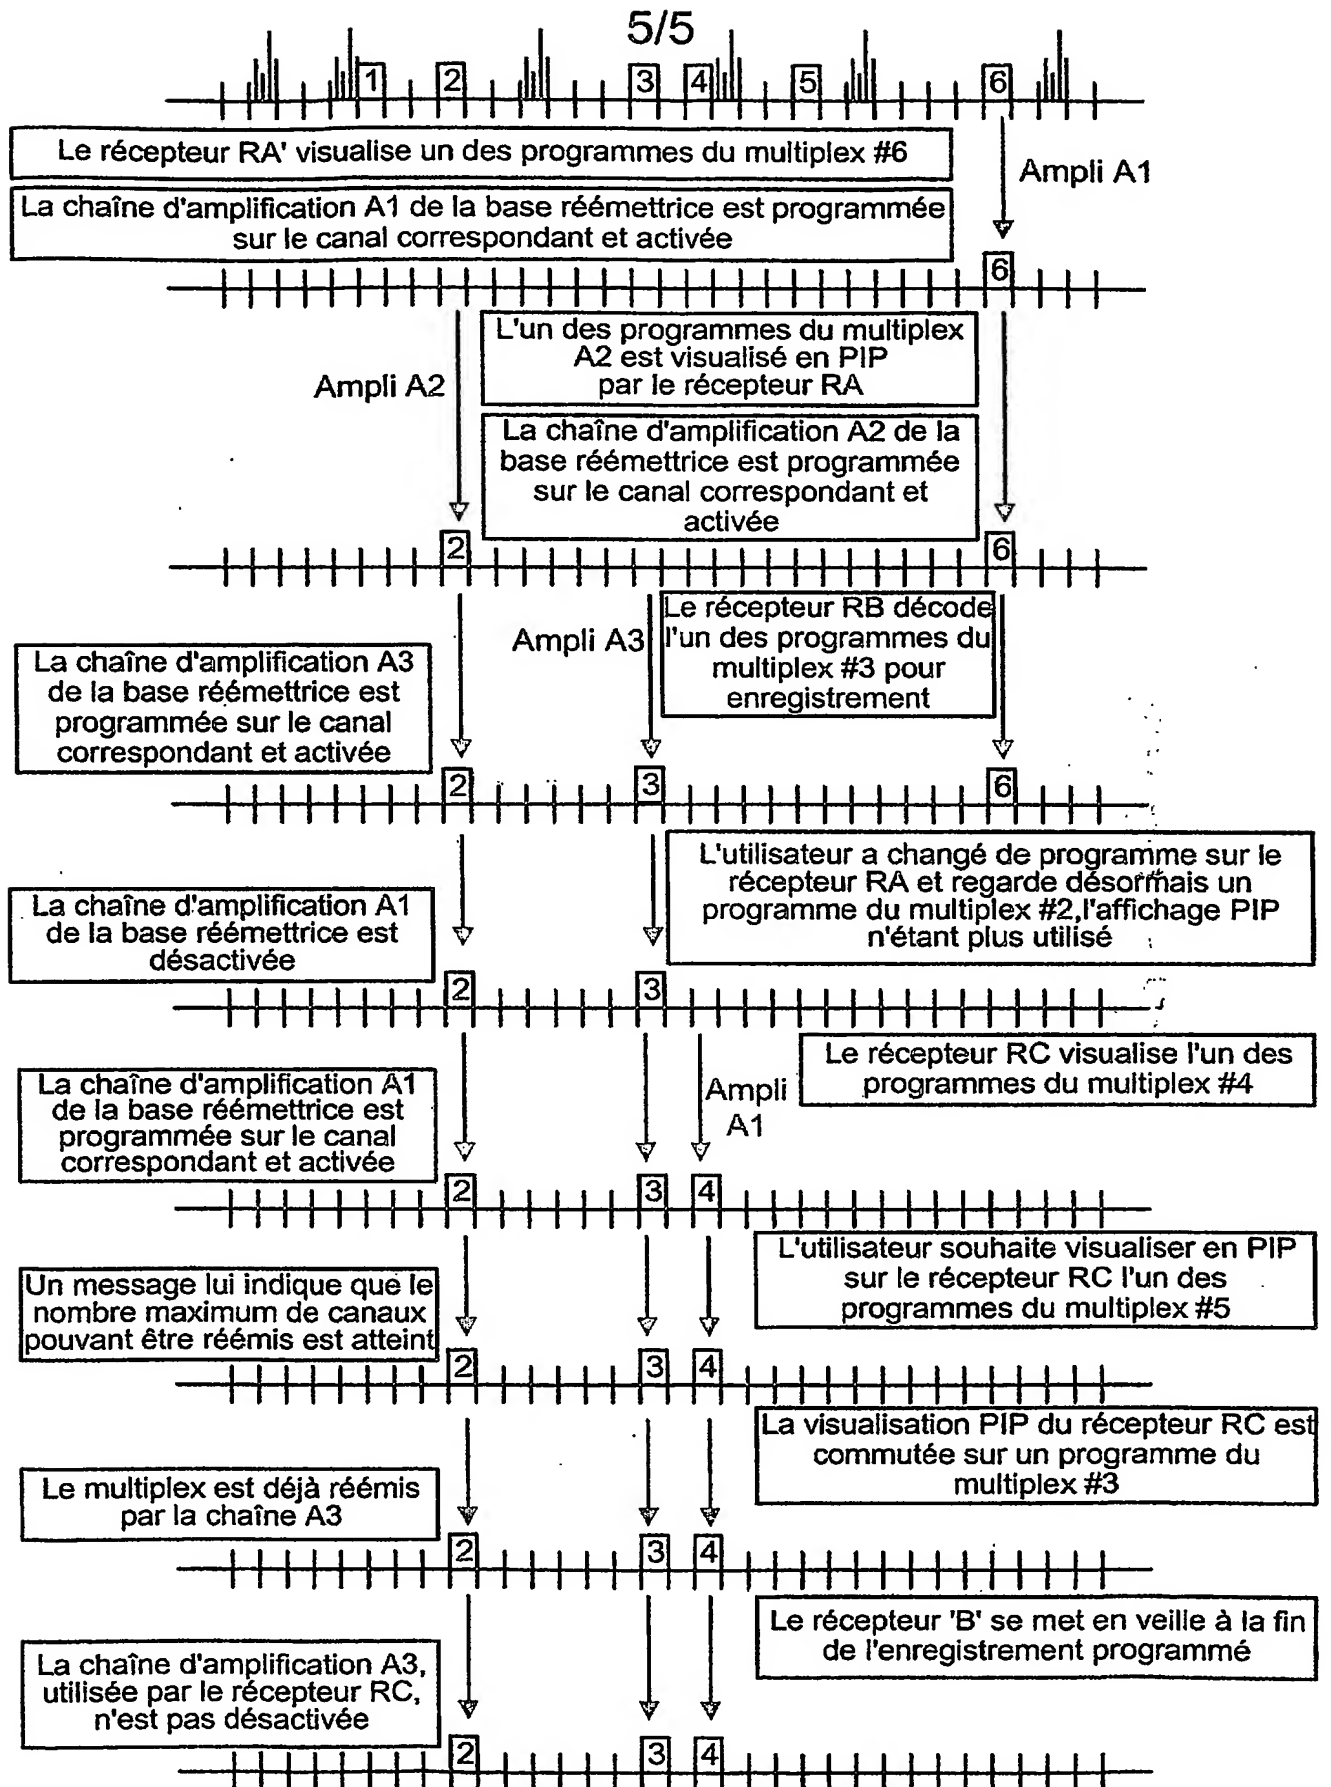 5/5
1 2 3 4 5 6
Le récepteur RA' visualise un des programmes du multiplex #6
Ampli A1
La chaîne d'amplification A1 de la base réémettrice est programmée
sur le canal correspondant et activée
6
L'un des programmes du multiplex
A2 est visualisé en PIP
par le récepteur RA
Ampli A2
La chaîne d'amplification A2 de la
base réémettrice est programmée
sur le canal correspondant et
activée
2 6
Le récepteur RB décode
l'un des programmes du
multiplex #3 pour
enregistrement
Ampli A3
La chaîne d'amplification A3
de la base réémettrice est
programmée sur le canal
correspondant et activée
2 3 6
L'utilisateur a changé de programme sur le
récepteur RA et regarde désormais un
programme du multiplex #2,l'affichage PIP
n'étant plus utilisé
La chaîne d'amplification A1
de la base réémettrice est
désactivée
2 3
Le récepteur RC visualise l'un des
programmes du multiplex #4
La chaîne d'amplification A1
de la base réémettrice est
programmée sur le canal
correspondant et activée
Ampli
A1
2 3 4
L'utilisateur souhaite visualiser en PIP
sur le récepteur RC l'un des
programmes du multiplex #5
Un message lui indique que le
nombre maximum de canaux
pouvant être réémis est atteint
2 3 4
La visualisation PIP du récepteur RC est
commutée sur un programme du
multiplex #3
Le multiplex est déjà réémis
par la chaîne A3
2 3 4
Le récepteur 'B' se met en veille à la fin
de l'enregistrement programmé
La chaîne d'amplification A3,
utilisée par le récepteur RC,
n'est pas désactivée
2 3 4